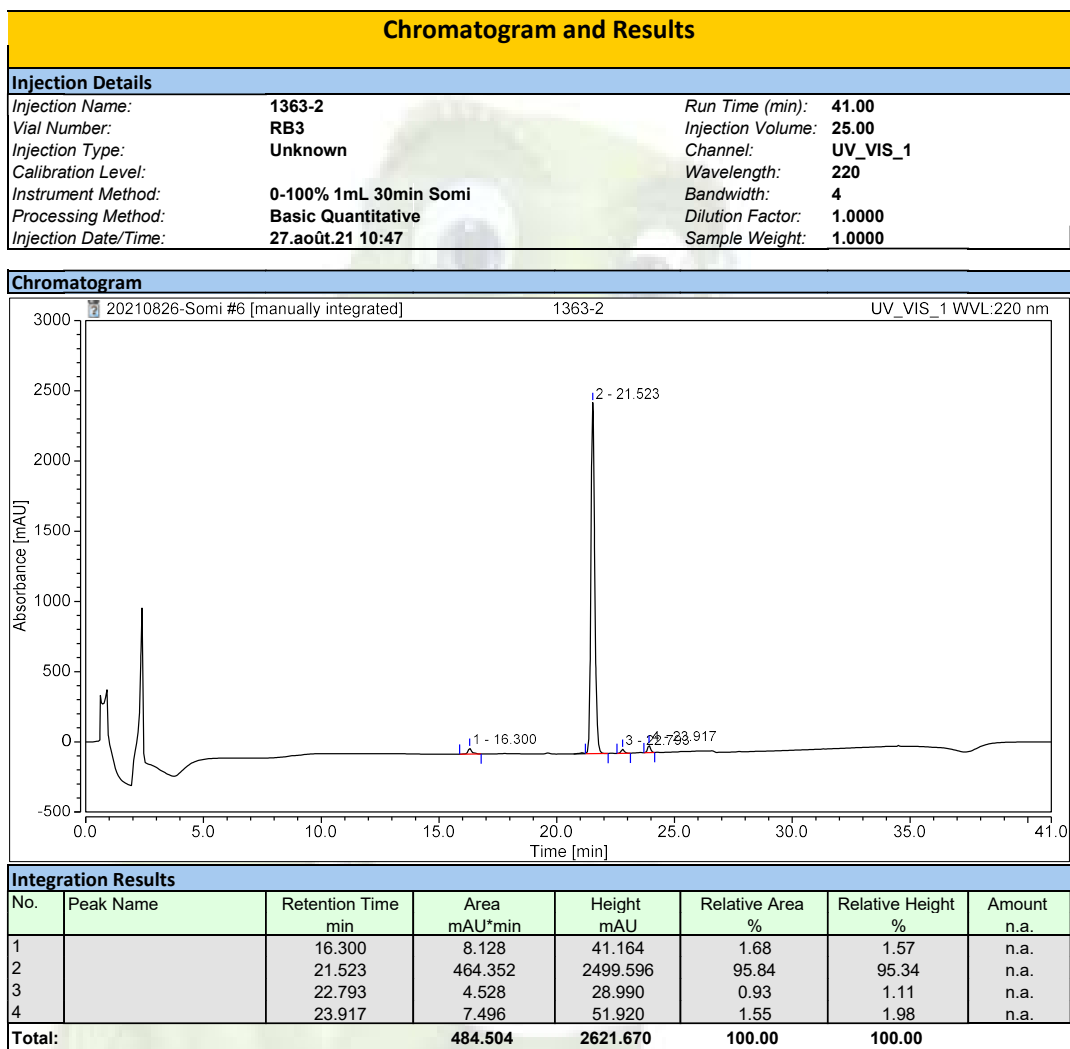 Chromatogram and Results
Injection Details
Injection Name: 1363-2 Run Time (min): 41.00
Vial Number: RB3 Injection Volume: 25.00
Injection Type: Unknown Channel: UV_VIS_1
Calibration Level: Wavelength: 220
Instrument Method: 0-100% 1mL 30min Somi Bandwidth: 4
Processing Method: Basic Quantitative Dilution Factor: 1.0000
Injection Date/Time: 27.août.21 10:47 Sample Weight: 1.0000
Chromatogram
20210826-Somi #6 [manually integrated] 1363-2 UV_VIS_1 WVL:220 nm
3000
2500
2000
1500
1000
500
0
-500
Absorbance [mAU]
2 - 21.523
1 - 16.300
3 - 22.793
4 - 23.917
0.0 5.0 10.0 15.0 20.0 25.0 30.0 35.0 41.0
Time [min]
Integration Results
No. Peak Name Retention Time Area Height Relative Area Relative Height Amount
min mAU*min mAU % % n.a.
1 16.300 8.128 41.164 1.68 1.57 n.a.
2 21.523 464.352 2499.596 95.84 95.34 n.a.
3 22.793 4.528 28.990 0.93 1.11 n.a.
4 23.917 7.496 51.920 1.55 1.98 n.a.
Total: 484.504 2621.670 100.00 100.00